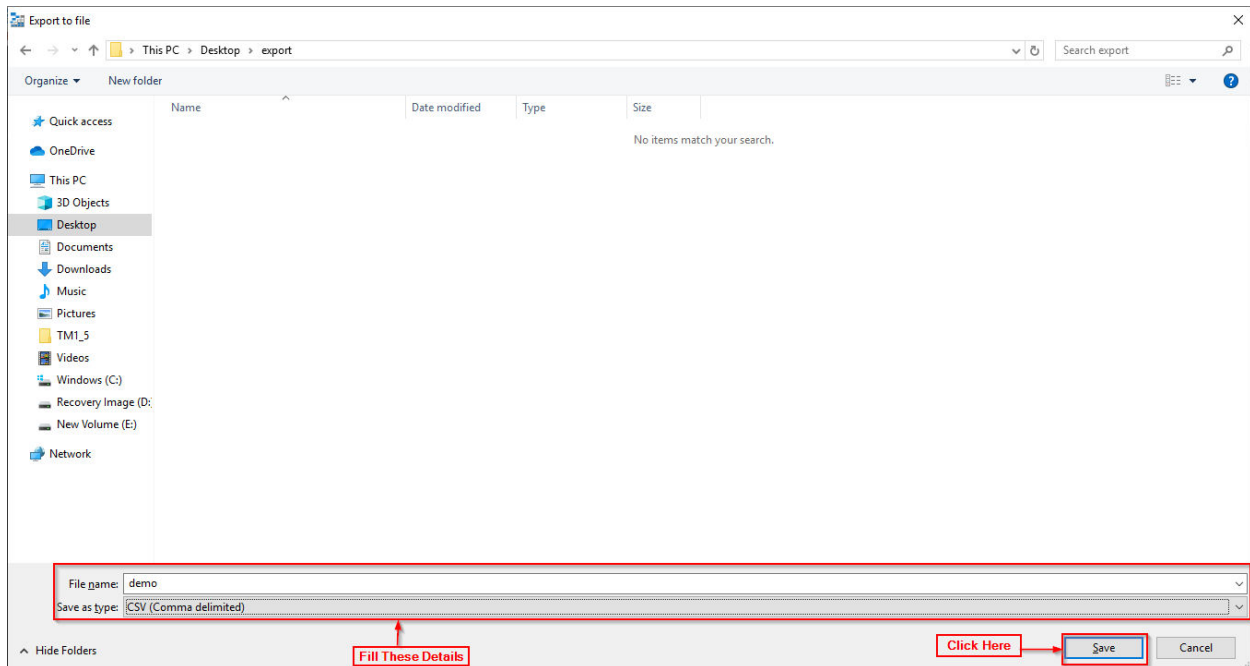 Export to file
This PC > Desktop > export
Search export
Organize
New folder
Name
Date modified
Type
Size
No items match your search.
Quick access
OneDrive
This PC
3D Objects
Desktop
Documents
Downloads
Music
Pictures
TM1_5
Videos
Windows (C:)
Recovery Image (D:
New Volume (E:)
Network
File name: demo
Save as type: CSV (Comma delimited)
Hide Folders
Fill These Details
Click Here
Save
Cancel